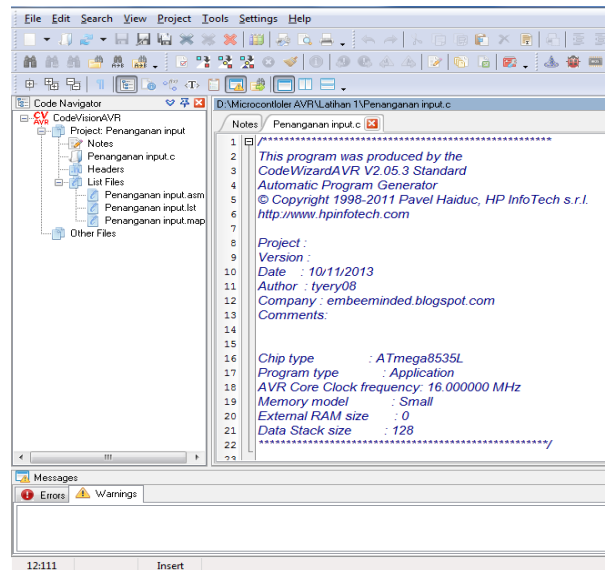 File Edit Search View Project Tools Settings Help
Code Navigator
CodeVisionAVR
Project: Penanganan input
Notes
Penanganan input.c
Headers
List Files
Penanganan input.asm
Penanganan input.lst
Penanganan input.map
Other Files
D:\Microcontloler AVR\Latihan 1\Penanganan input.c
Notes Penanganan input.c
1 /*****************************************************
2 This program was produced by the
3 CodeWizardAVR V2.05.3 Standard
4 Automatic Program Generator
5 © Copyright 1998-2011 Pavel Haiduc, HP InfoTech s.r.l.
6 http://www.hpinfotech.com
7
8 Project :
9 Version :
10 Date : 10/11/2013
11 Author : tyery08
12 Company : embeeminded.blogspot.com
13 Comments:
14
15
16 Chip type : ATmega8535L
17 Program type : Application
18 AVR Core Clock frequency: 16.000000 MHz
19 Memory model : Small
20 External RAM size : 0
21 Data Stack size : 128
22 *****************************************************/
23
Messages
Errors Warnings
12:111 Insert